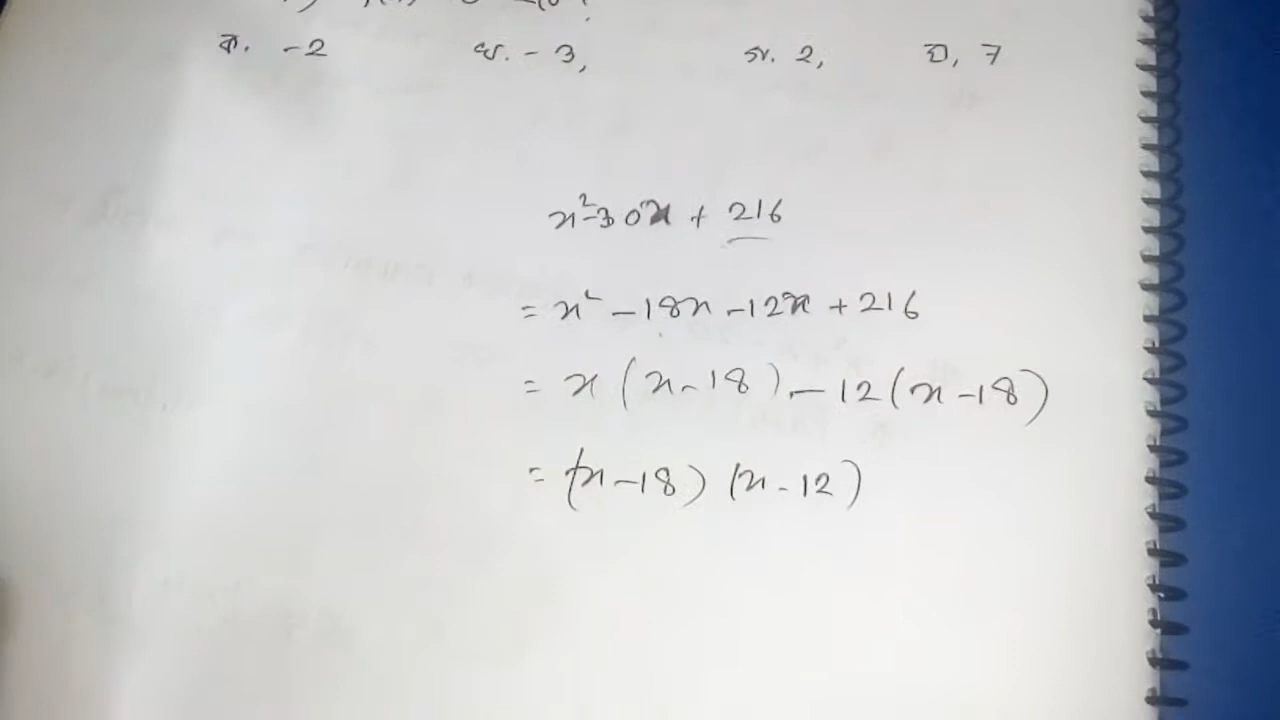 ক. -2 খ. - 3, গ. 2, ঘ, 7
x²-30x + 216
= x² - 18x - 12x + 216
= x (x - 18) - 12 (x - 18)
= (x - 18) (x - 12)